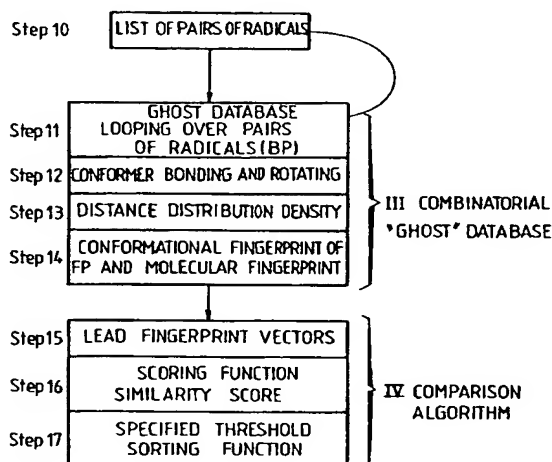 Step 10
LIST OF PAIRS OF RADICALS
Step 11
GHOST DATABASE
LOOPING OVER PAIRS
OF RADICALS (BP)
Step 12
CONFORMER BONDING AND ROTATING
Step 13
DISTANCE DISTRIBUTION DENSITY
Step 14
CONFORMATIONAL FINGERPRINT OF
FP AND MOLECULAR FINGERPRINT
III COMBINATORIAL
"GHOST" DATABASE
Step 15
LEAD FINGERPRINT VECTORS
Step 16
SCORING FUNCTION
SIMILARITY SCORE
Step 17
SPECIFIED THRESHOLD
SORTING FUNCTION
IV COMPARISON
ALGORITHM